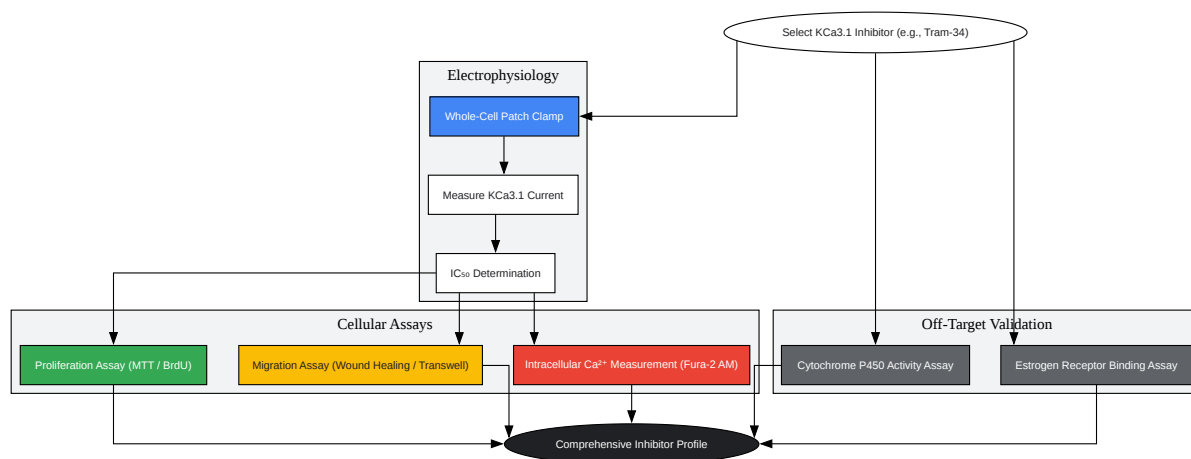 Select KCa3.1 Inhibitor (e.g., Tram-34)
Electrophysiology
Whole-Cell Patch Clamp
Measure KCa3.1 Current
IC₅₀ Determination
Cellular Assays
Off-Target Validation
Proliferation Assay (MTT / BrdU)
Migration Assay (Wound Healing / Transwell)
Intracellular Ca²⁺ Measurement (Fura-2 AM)
Cytochrome P450 Activity Assay
Estrogen Receptor Binding Assay
Comprehensive Inhibitor Profile